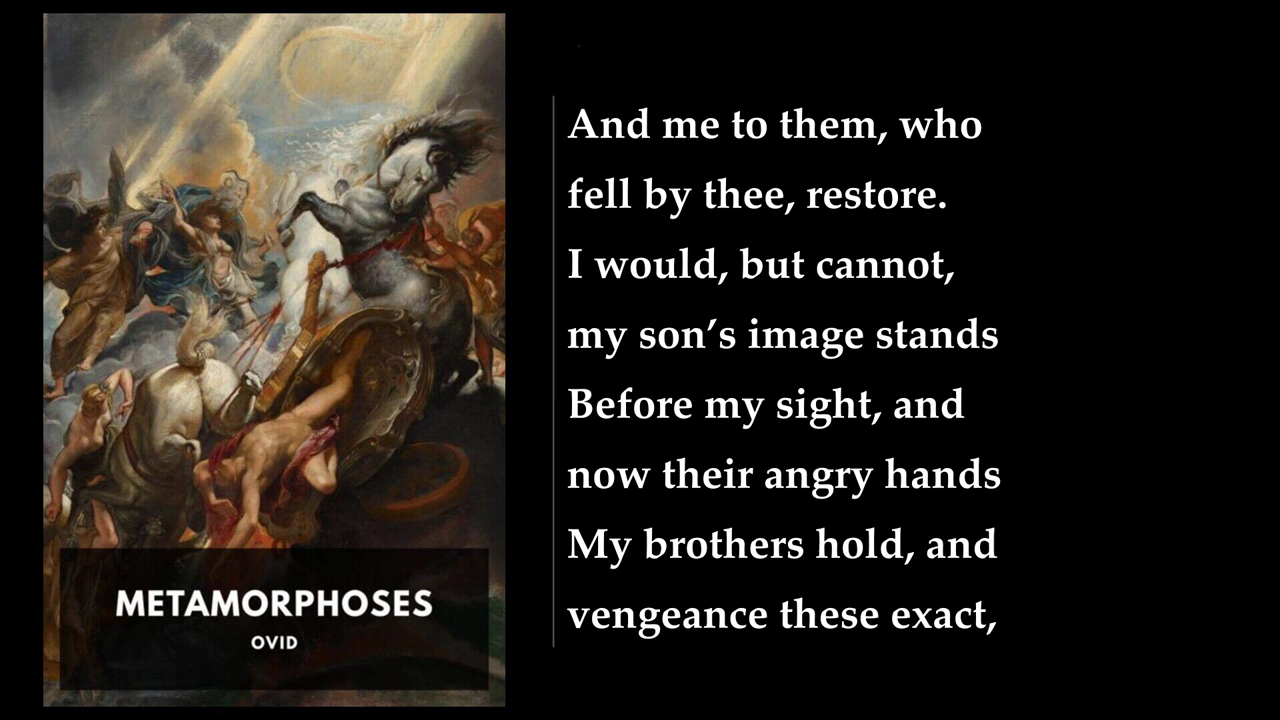 METAMORPHOSES
OVID
And me to them, who
fell by thee, restore.
I would, but cannot,
my son’s image stands
Before my sight, and
now their angry hands
My brothers hold, and
vengeance these exact,